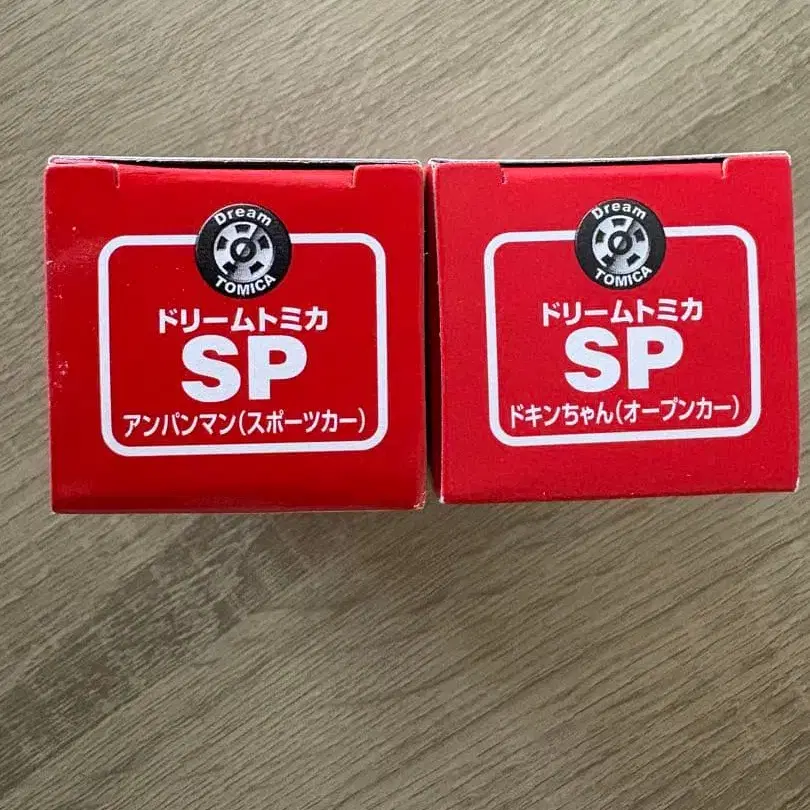 Dream
TOMICA
ドリームトミカ
SP
アンパンマン(スポーツカー)
Dream
TOMICA
ドリームトミカ
SP
ドキンちゃん(オープンカー)